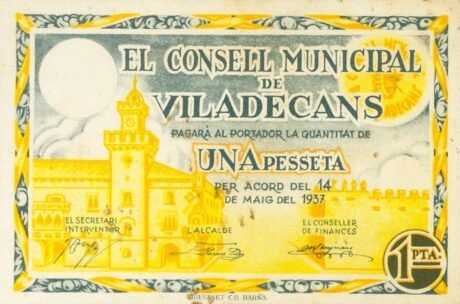 EL CONSELL MUNICIPAL
DE
VILADECANS
PAGARÀ AL PORTADOR LA QUANTITAT DE
UNA PESSETA
PER ACORD DEL 14
DE MAIG DEL 1937
EL SECRETARI
INTERVENTOR
L'ALCALDE
EL CONSELLER
DE FINANCES
1 PTA.